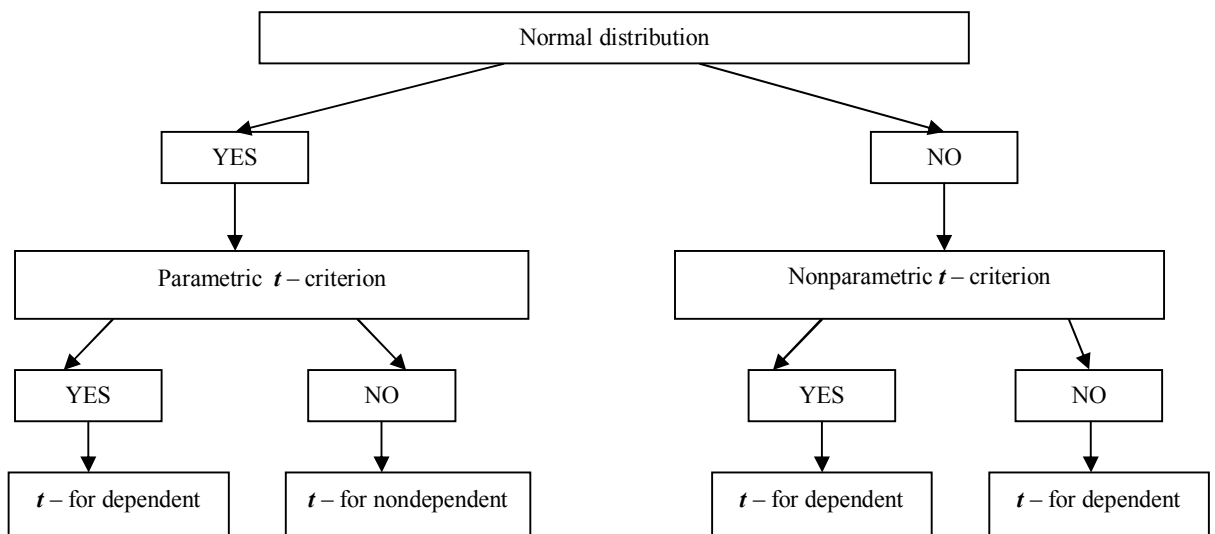 Normal distribution
YES
NO
Parametric t – criterion
Nonparametric t – criterion
YES
NO
YES
NO
t – for dependent
t – for nondependent
t – for dependent
t – for dependent